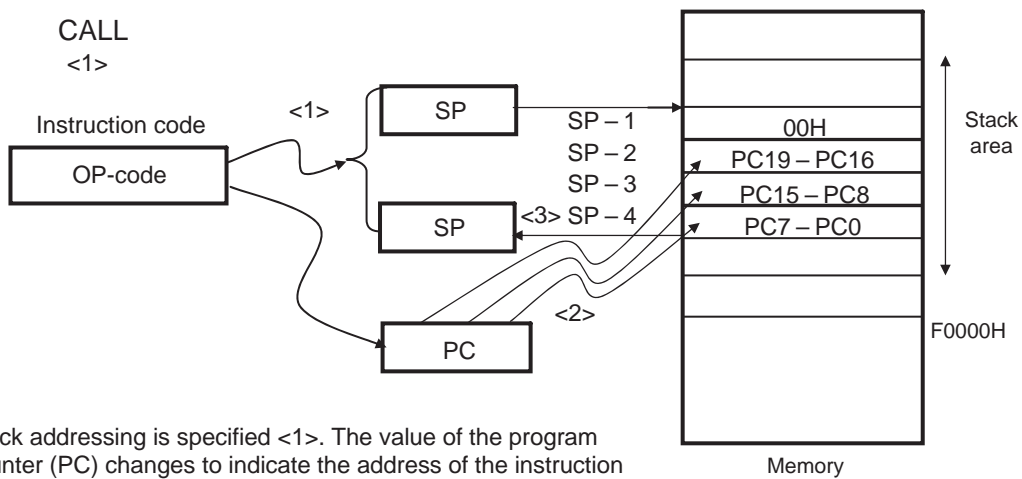 CALL
<1>
Instruction code
OP-code
<1>
SP
SP
<3>
SP – 1
SP – 2
SP – 3
SP – 4
PC
<2>
00H
PC19 – PC16
PC15 – PC8
PC7 – PC0
Stack
area
F0000H
Memory
addressing is specified <1>. The value of the program
(PC) changes to indicate the address of the instruction